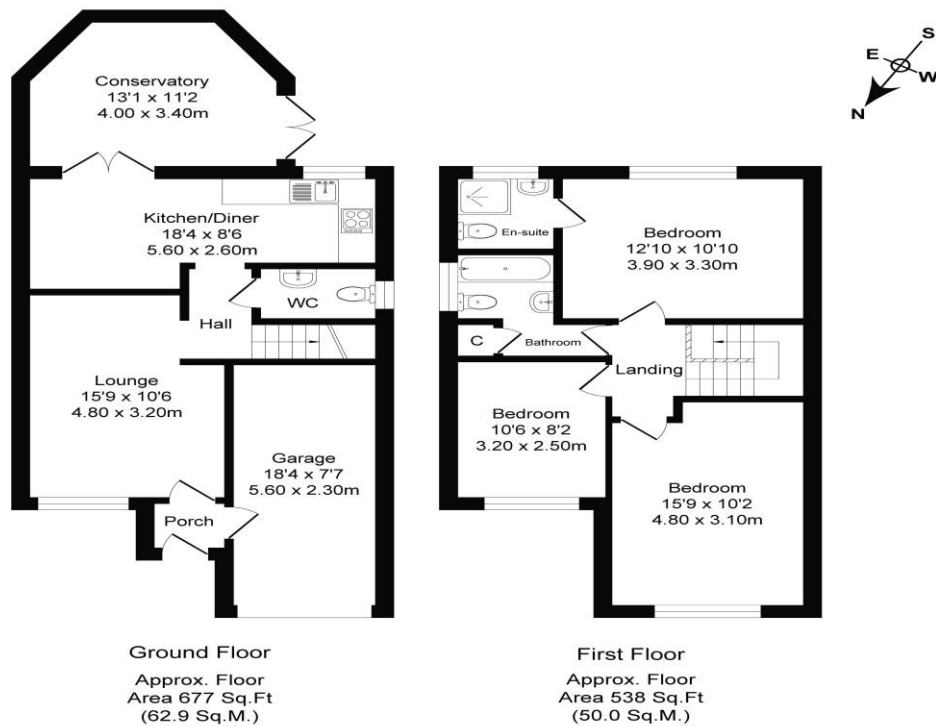 Conservatory
13'1 x 11'2
4.00 x 3.40m
S
E
W
N
Kitchen/Diner
18'4 x 8'6
5.60 x 2.60m
WC
Hall
Lounge
15'9 x 10'6
4.80 x 3.20m
Garage
18'4 x 7'7
5.60 x 2.30m
Porch
En-suite
Bedroom
12'10 x 10'10
3.90 x 3.30m
C
Bathroom
Landing
Bedroom
10'6 x 8'2
3.20 x 2.50m
Bedroom
15'9 x 10'2
4.80 x 3.10m
Ground Floor
Approx. Floor
Area 677 Sq.Ft
(62.9 Sq.M.)
First Floor
Approx. Floor
Area 538 Sq.Ft
(50.0 Sq.M.)